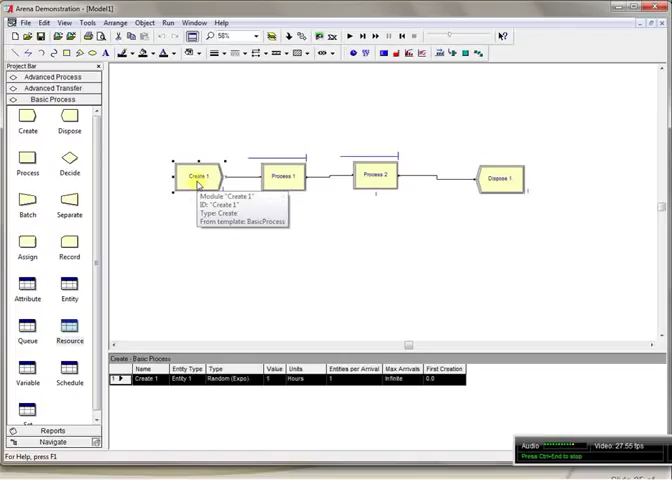 Arena Demonstration - [Model1]
File Edit View Tools Arrange Object Run Window Help
58%
Project Bar
Advanced Process
Advanced Transfer
Basic Process
Create Dispose
Process Decide
Batch Separate
Assign Record
Attribute Entity
Queue Resource
Variable Schedule
Set
Reports
Navigate
Create 1
Process 1
Process 2
Dispose 1
Module "Create 1"
ID: "Create 1"
Type: Create
From template: BasicProcess
Create - Basic Process
Name Entity Type Type Value Units Entities per Arrival Max Arrivals First Creation
1 Create 1 Entity 1 Random (Expo) 1 Hours 1 Infinite 0.0
For Help, press F1
Audio
Video: 27.55 fps
Press Ctrl-End to stop